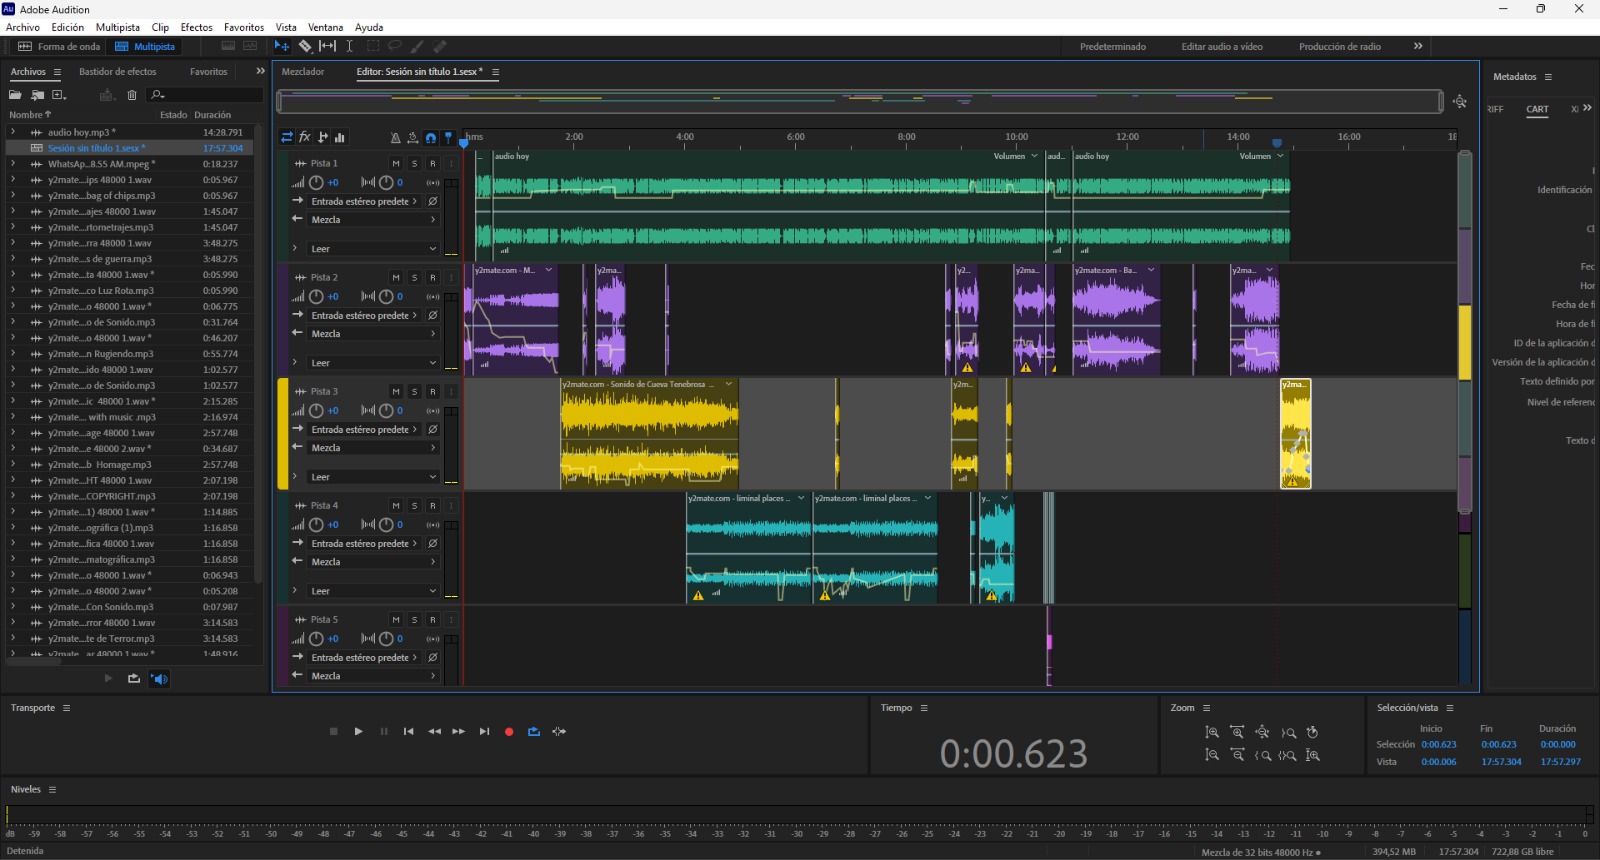 Adobe Audition
Archivo Edición Multipista Clip Efectos Favoritos Vista Ventana Ayuda
Forma de onda Multipista Predeterminado Editar audio a vídeo Producción de radio
Archivos Bastidor de efectos Favoritos
Nombre Estado Duración
audio hoy.mp3 * 14:28.791
Sesión sin título 1.sesx * 17:57.304
WhatsAp...8.55 AM.mpeg * 0:18.237
y2mate....ips 48000 1.wav 0:05.967
y2mate....bag of chips.mp3 0:05.967
y2mate....ajes 48000 1.wav 1:45.047
y2mate....rtometrajes.mp3 1:45.047
y2mate....rra 48000 1.wav 3:48.275
y2mate....s de guerra.mp3 3:48.275
y2mate....ta 48000 1.wav * 0:05.990
y2mate....co Luz Rota.mp3 0:05.990
y2mate....o 48000 1.wav * 0:06.775
y2mate....o de Sonido.mp3 0:31.764
y2mate....o 48000 1.wav * 0:46.207
y2mate....n Rugiendo.mp3 0:55.774
y2mate....ido 48000 1.wav 1:02.577
y2mate....o de Sonido.mp3 1:02.577
y2mate....ic 48000 1.wav * 2:15.285
y2mate.... with music .mp3 2:16.974
y2mate....age 48000 1.wav 2:57.748
y2mate....e 48000 2.wav * 0:34.687
y2mate....b Homage.mp3 2:57.748
y2mate....HT 48000 1.wav 2:07.198
y2mate....COPYRIGHT.mp3 2:07.198
y2mate....1) 48000 1.wav * 1:14.885
y2mate....ográfica (1).mp3 1:16.858
y2mate....fica 48000 1.wav 1:16.858
y2mate....matográfica.mp3 1:16.858
y2mate....o 48000 1.wav * 0:06.943
y2mate....o 48000 2.wav * 0:05.208
y2mate....Con Sonido.mp3 0:07.987
y2mate....rror 48000 1.wav 3:14.583
y2mate....te de Terror.mp3 3:14.583
y2mate....ar 48000 1.wav * 1:48.916
Mezclador Editor: Sesión sin título 1.sesx *
hms 2:00 4:00 6:00 8:00 10:00 12:00 14:00 16:00 18
Pista 1 M S R I
+0 0
Entrada estéreo predete
Mezcla
Leer
audio hoy Volumen aud... audio hoy Volumen
Pista 2 M S R I
+0 0
Entrada estéreo predete
Mezcla
Leer
y2mate.com - M... y2ma... y2... y2ma... y2mate.com - Ba... y2ma...
Pista 3 M S R I
+0 0
Entrada estéreo predete
Mezcla
Leer
y2mate.com - Sonido de Cueva Tenebrosa ... y2m... y2ma...
Pista 4 M S R I
+0 0
Entrada estéreo predete
Mezcla
Leer
y2mate.com - liminal places ... y2mate.com - liminal places ... y...
Pista 5 M S R I
+0 0
Entrada estéreo predete
Mezcla
Metadatos
RIFF CART XI
Identificación
Cl
Fec
Hor
Fecha de fi
Hora de fi
ID de la aplicación d
Versión de la aplicación d
Texto definido por
Nivel de referenc
Texto d
Transporte
Tiempo
0:00.623
Zoom
Selección/vista
Inicio Fin Duración
Selección 0:00.623 0:00.623 0:00.000
Vista 0:00.006 17:57.304 17:57.297
Niveles
dB -59 -58 -57 -56 -55 -54 -53 -52 -51 -50 -49 -48 -47 -46 -45 -44 -43 -42 -41 -40 -39 -38 -37 -36 -35 -34 -33 -32 -31 -30 -29 -28 -27 -26 -25 -24 -23 -22 -21 -20 -19 -18 -17 -16 -15 -14 -13 -12 -11 -10 -9 -8 -7 -6 -5 -4 -3 -2 -1 0
Detenida Mezcla de 32 bits 48000 Hz 394,52 MB 17:57.304 722,88 GB libre